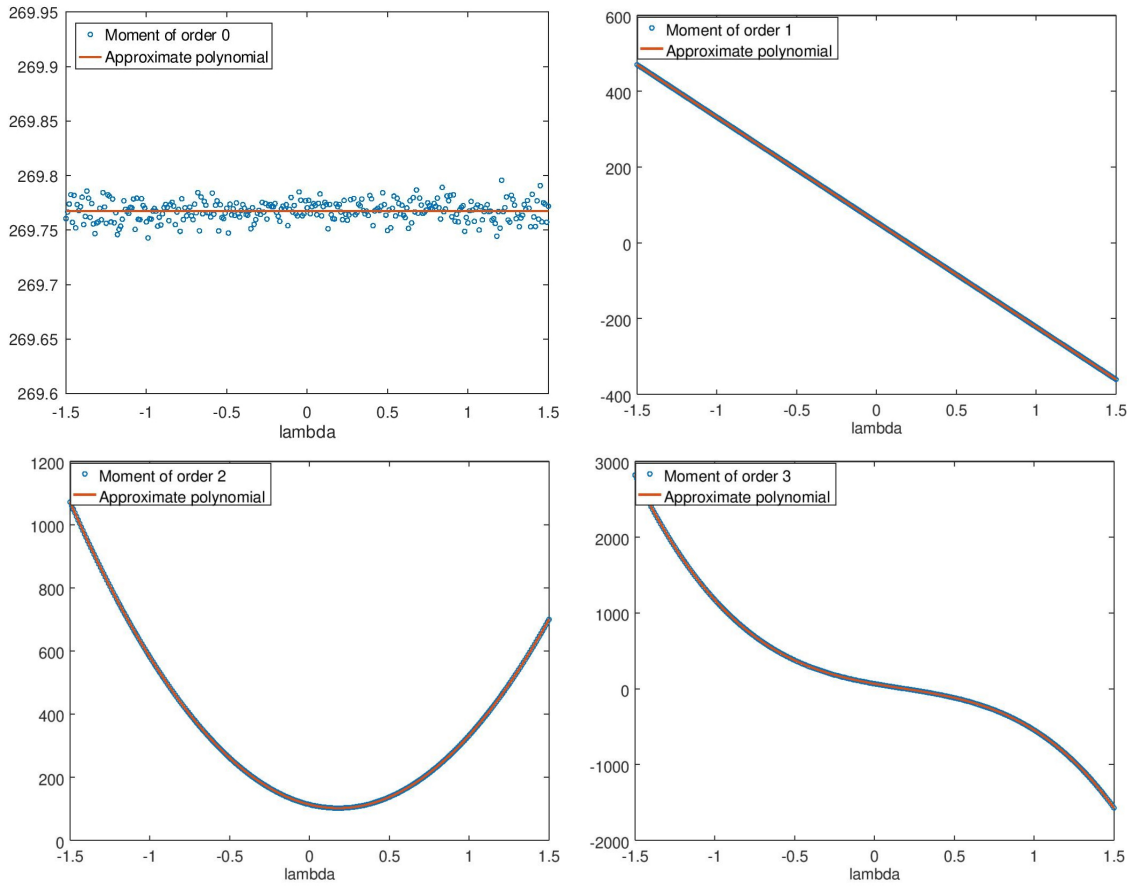 269.95
269.9
269.85
269.8
269.75
269.7
269.65
269.6
Moment of order 0
Approximate polynomial
-1.5 -1 -0.5 0 0.5 1 1.5
lambda
600
400
200
0
-200
-400
Moment of order 1
Approximate polynomial
-1.5 -1 -0.5 0 0.5 1 1.5
lambda
1200
1000
800
600
400
200
0
Moment of order 2
Approximate polynomial
-1.5 -1 -0.5 0 0.5 1 1.5
lambda
3000
2000
1000
0
-1000
-2000
Moment of order 3
Approximate polynomial
-1.5 -1 -0.5 0 0.5 1 1.5
lambda